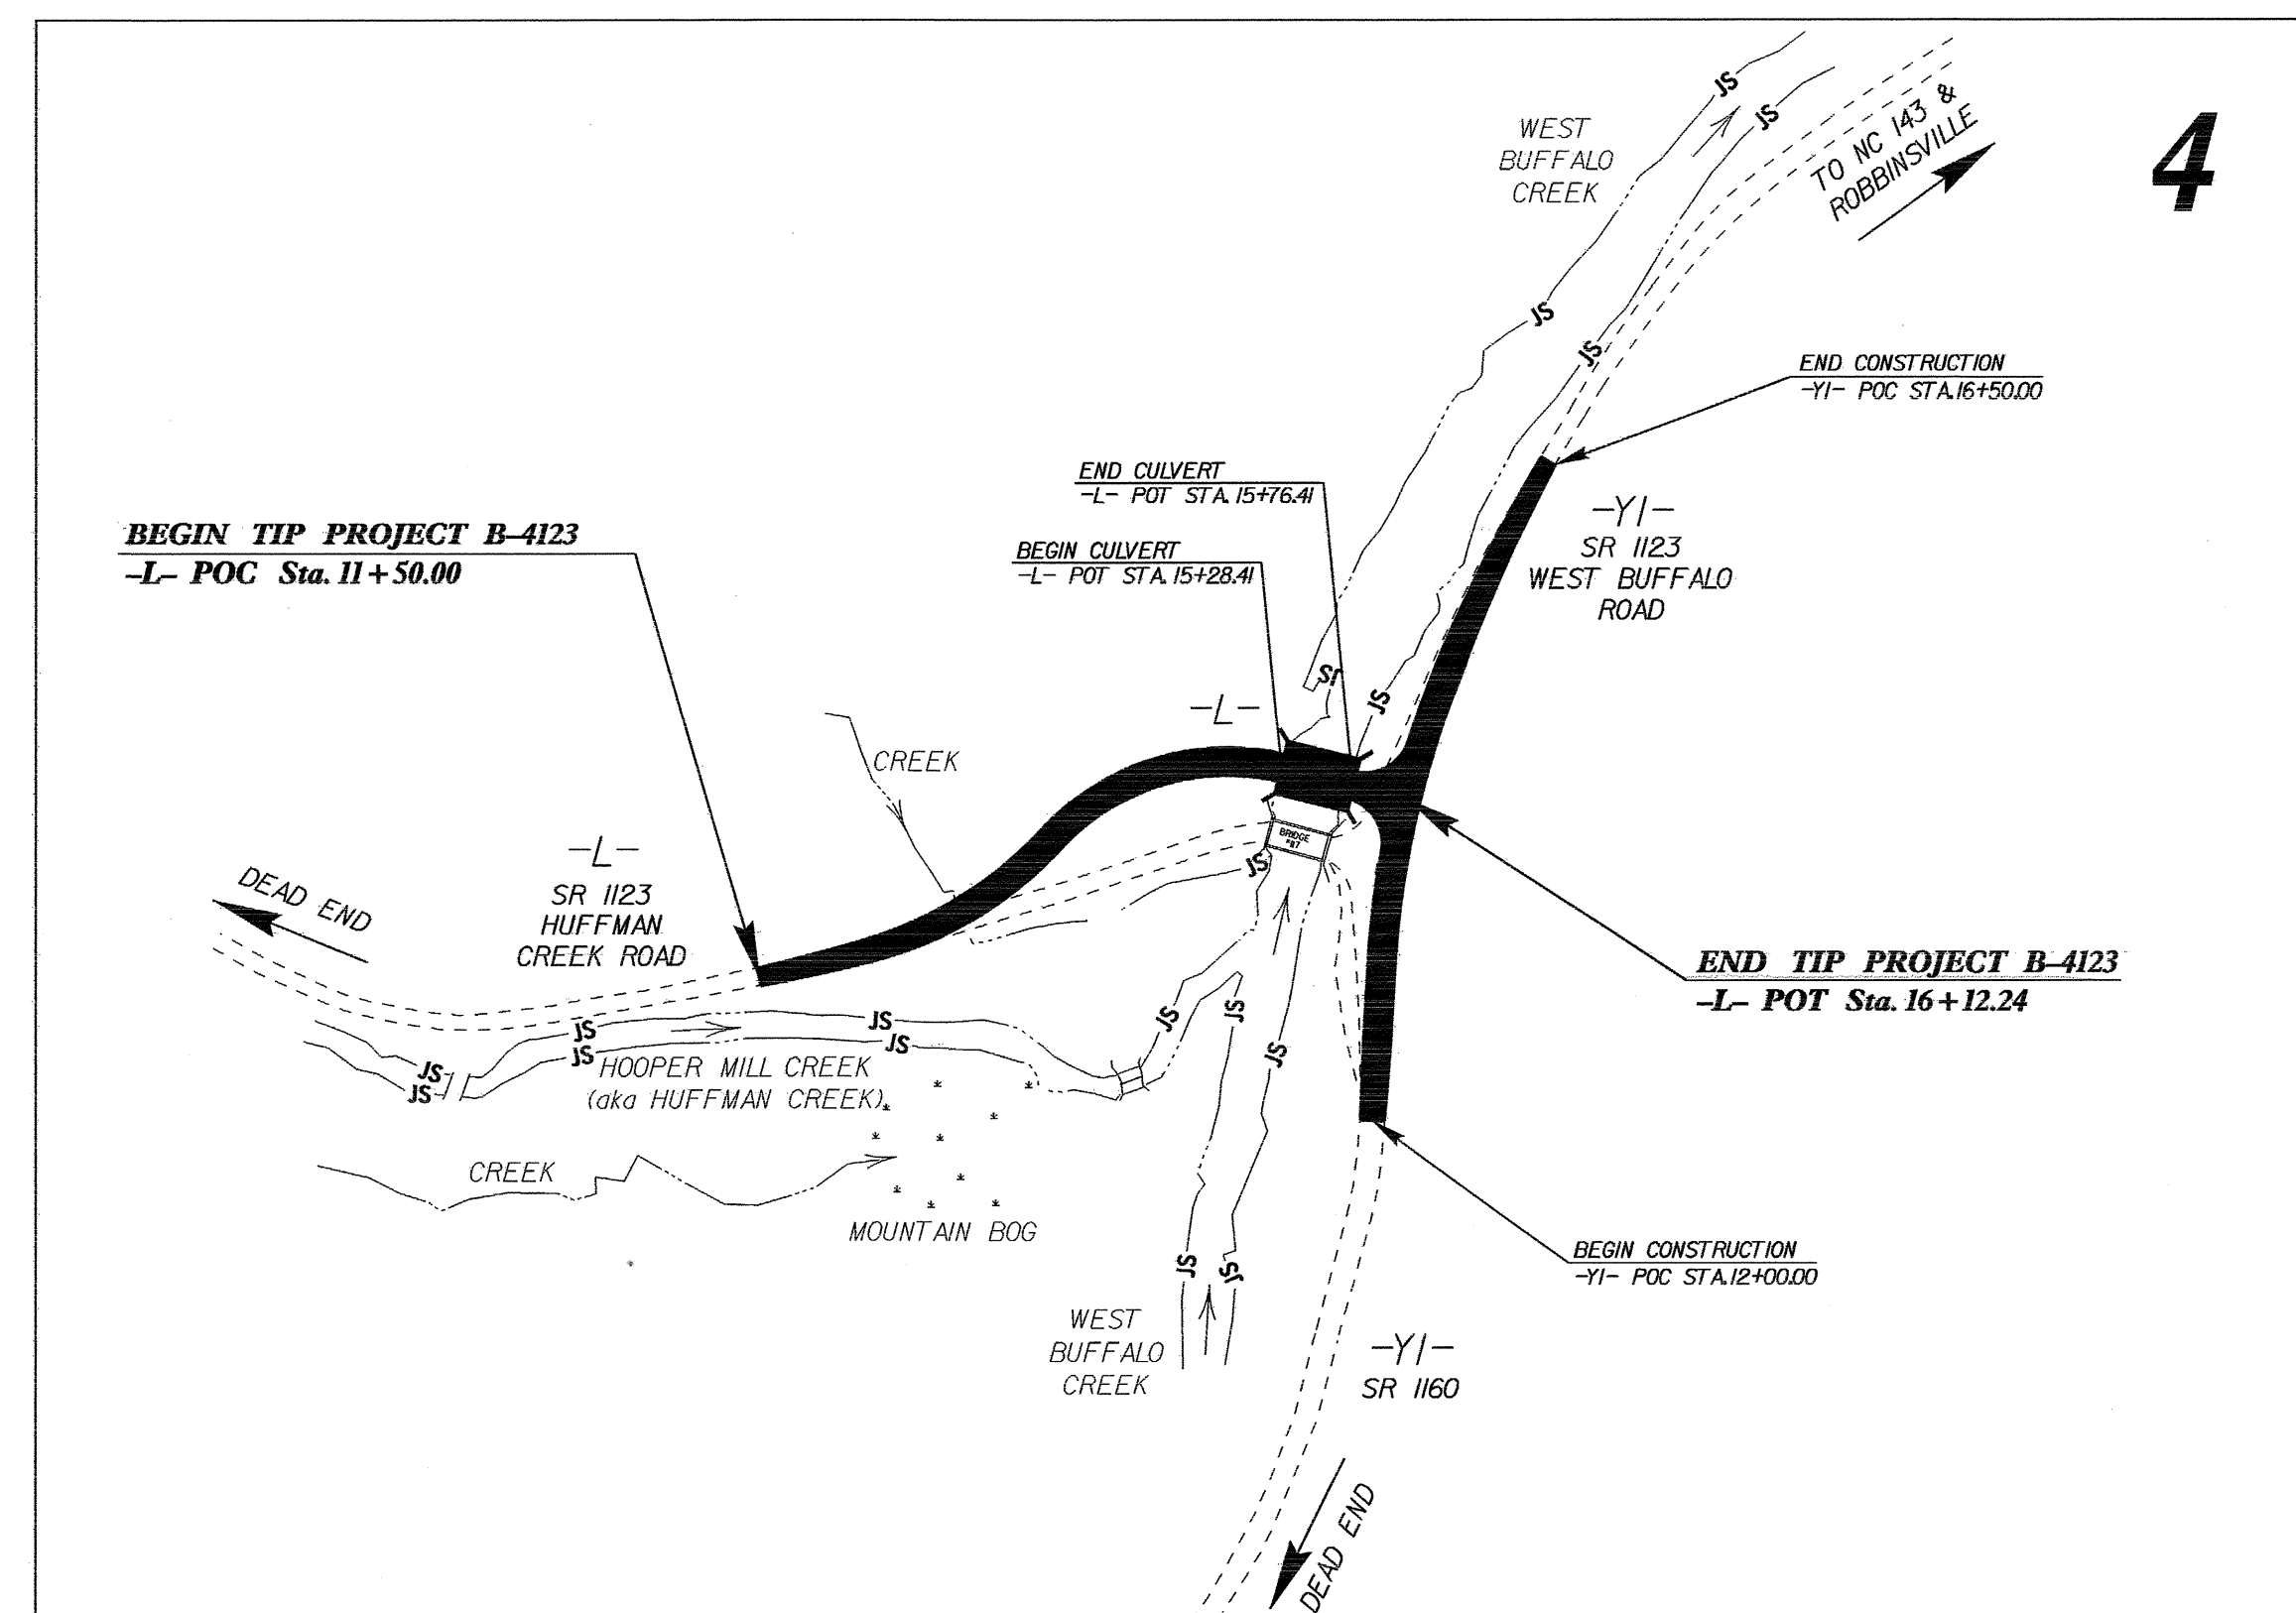 4
WEST
BUFFALO
CREEK
TO NC 143 &
ROBBINSVILLE
JS
JS
JS
JS
END CONSTRUCTION
-Y1- POC STA.16+50.00
END CULVERT
-L- POT STA. 15+76.41
BEGIN CULVERT
-L- POT STA. 15+28.41
BEGIN TIP PROJECT B-4123
-L- POC Sta. 11+50.00
-Y1-
SR 1123
WEST BUFFALO
ROAD
JS
JS
-L-
CREEK
BRIDGE
#117
JS
-L-
SR 1123
HUFFMAN
CREEK ROAD
DEAD END
END TIP PROJECT B-4123
-L- POT Sta. 16+12.24
JS
JS
JS
JS
JS
JS
JS
JS
JS
HOOPER MILL CREEK
(aka HUFFMAN CREEK)
CREEK
MOUNTAIN BOG
JS
JS
BEGIN CONSTRUCTION
-Y1- POC STA.12+00.00
WEST
BUFFALO
CREEK
-Y1-
SR 1160
DEAD END